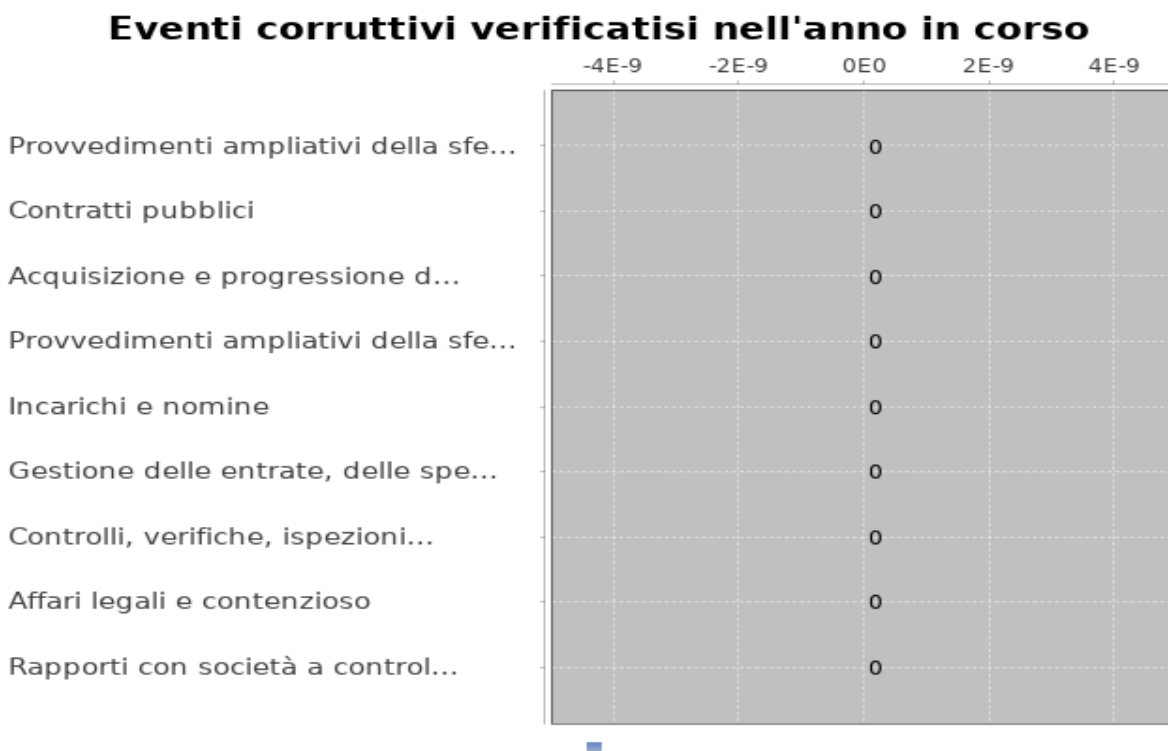 Eventi corruttivi verificatisi nell'anno in corso
-4E-9 -2E-9 0E0 2E-9 4E-9
Provvedimenti ampliativi della sfe... 0
Contratti pubblici 0
Acquisizione e progressione d... 0
Provvedimenti ampliativi della sfe... 0
Incarichi e nomine 0
Gestione delle entrate, delle spe... 0
Controlli, verifiche, ispezioni... 0
Affari legali e contenzioso 0
Rapporti con società a control... 0